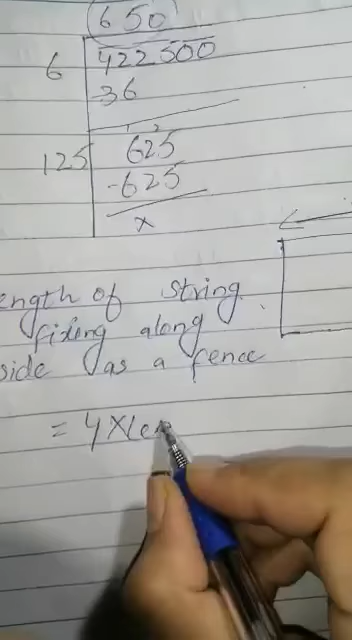 650
6 422500
-36
125 625
-625
x
ength of string
fixing along
side as a fence
= 4×Le